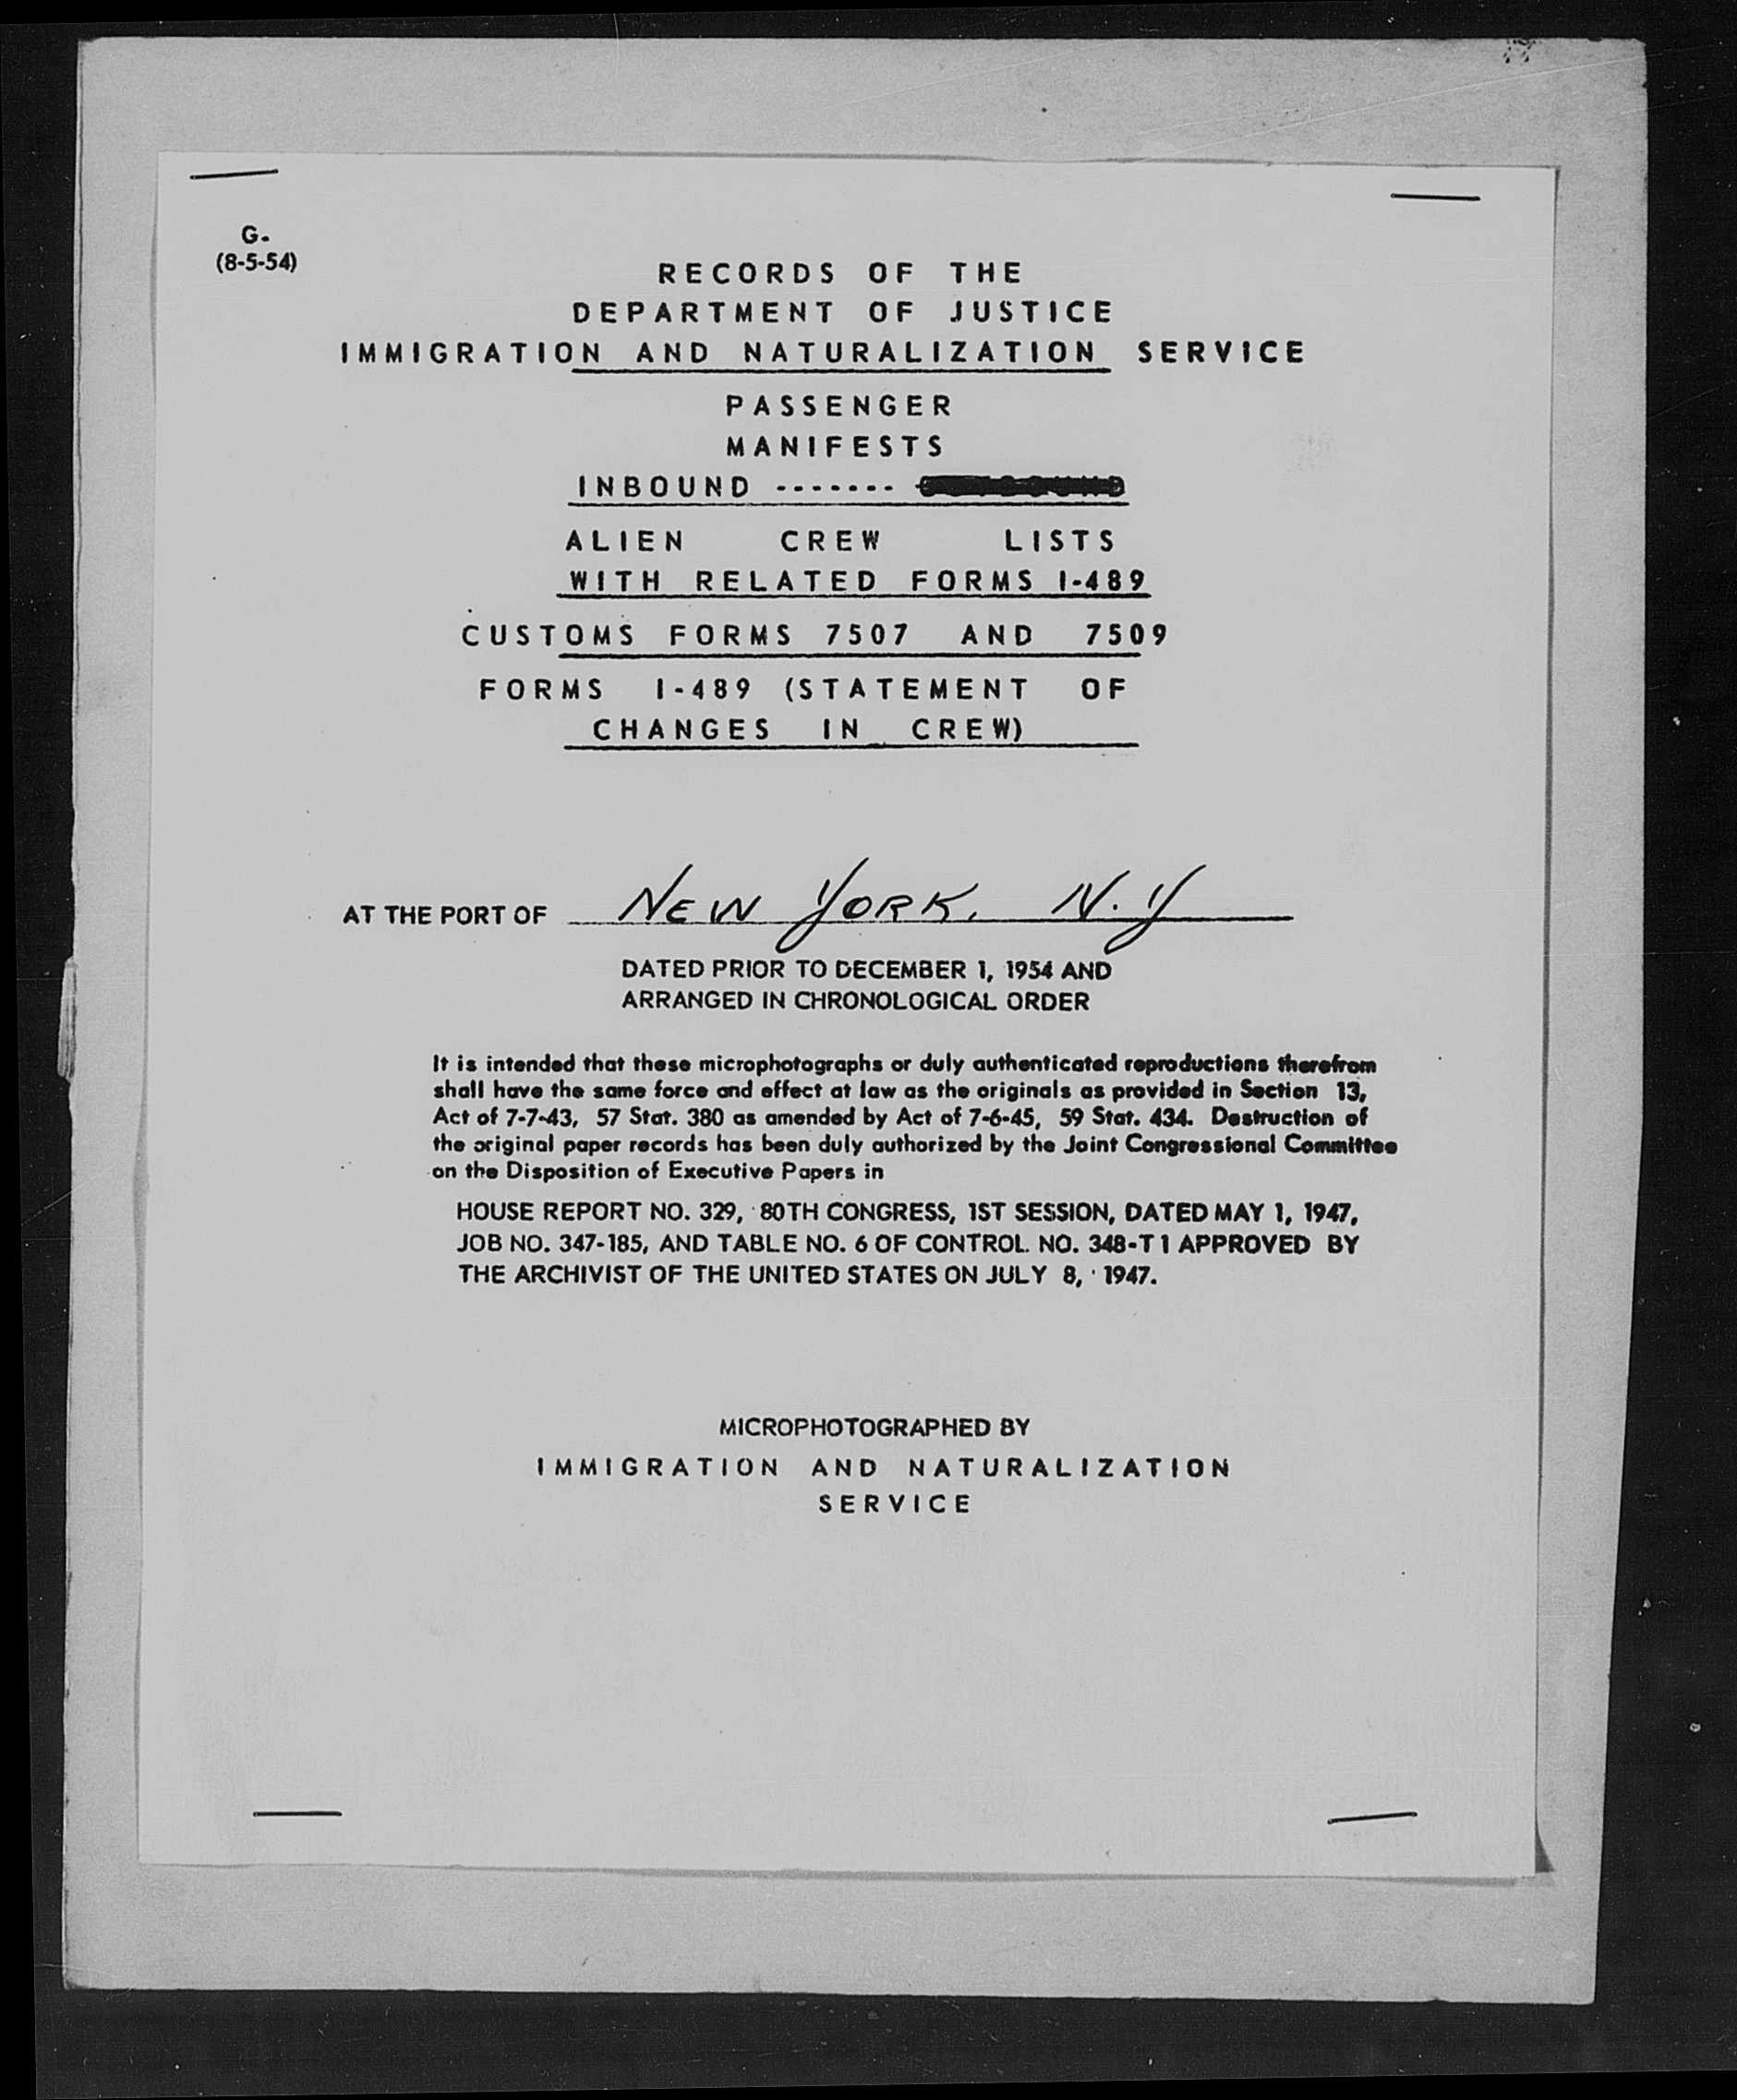 G.
(8-5-54)
RECORDS OF THE
DEPARTMENT OF JUSTICE
IMMIGRATION AND NATURALIZATION SERVICE
PASSENGER
MANIFESTS
INBOUND -------
ALIEN CREW LISTS
WITH RELATED FORMS I-489
CUSTOMS FORMS 7507 AND 7509
FORMS I-489 (STATEMENT OF
CHANGES IN CREW)
AT THE PORT OF NEW YORK, N.Y
DATED PRIOR TO DECEMBER 1, 1954 AND
ARRANGED IN CHRONOLOGICAL ORDER
It is intended that these microphotographs or duly authenticated reproductions therefrom
shall have the same force and effect at law as the originals as provided in Section 13,
Act of 7-7-43, 57 Stat. 380 as amended by Act of 7-6-45, 59 Stat. 434. Destruction of
the original paper records has been duly authorized by the Joint Congressional Committee
on the Disposition of Executive Papers in
HOUSE REPORT NO. 329, 80TH CONGRESS, 1ST SESSION, DATED MAY 1, 1947,
JOB NO. 347-185, AND TABLE NO. 6 OF CONTROL NO. 348-T1 APPROVED BY
THE ARCHIVIST OF THE UNITED STATES ON JULY 8, 1947.
MICROPHOTOGRAPHED BY
IMMIGRATION AND NATURALIZATION
SERVICE